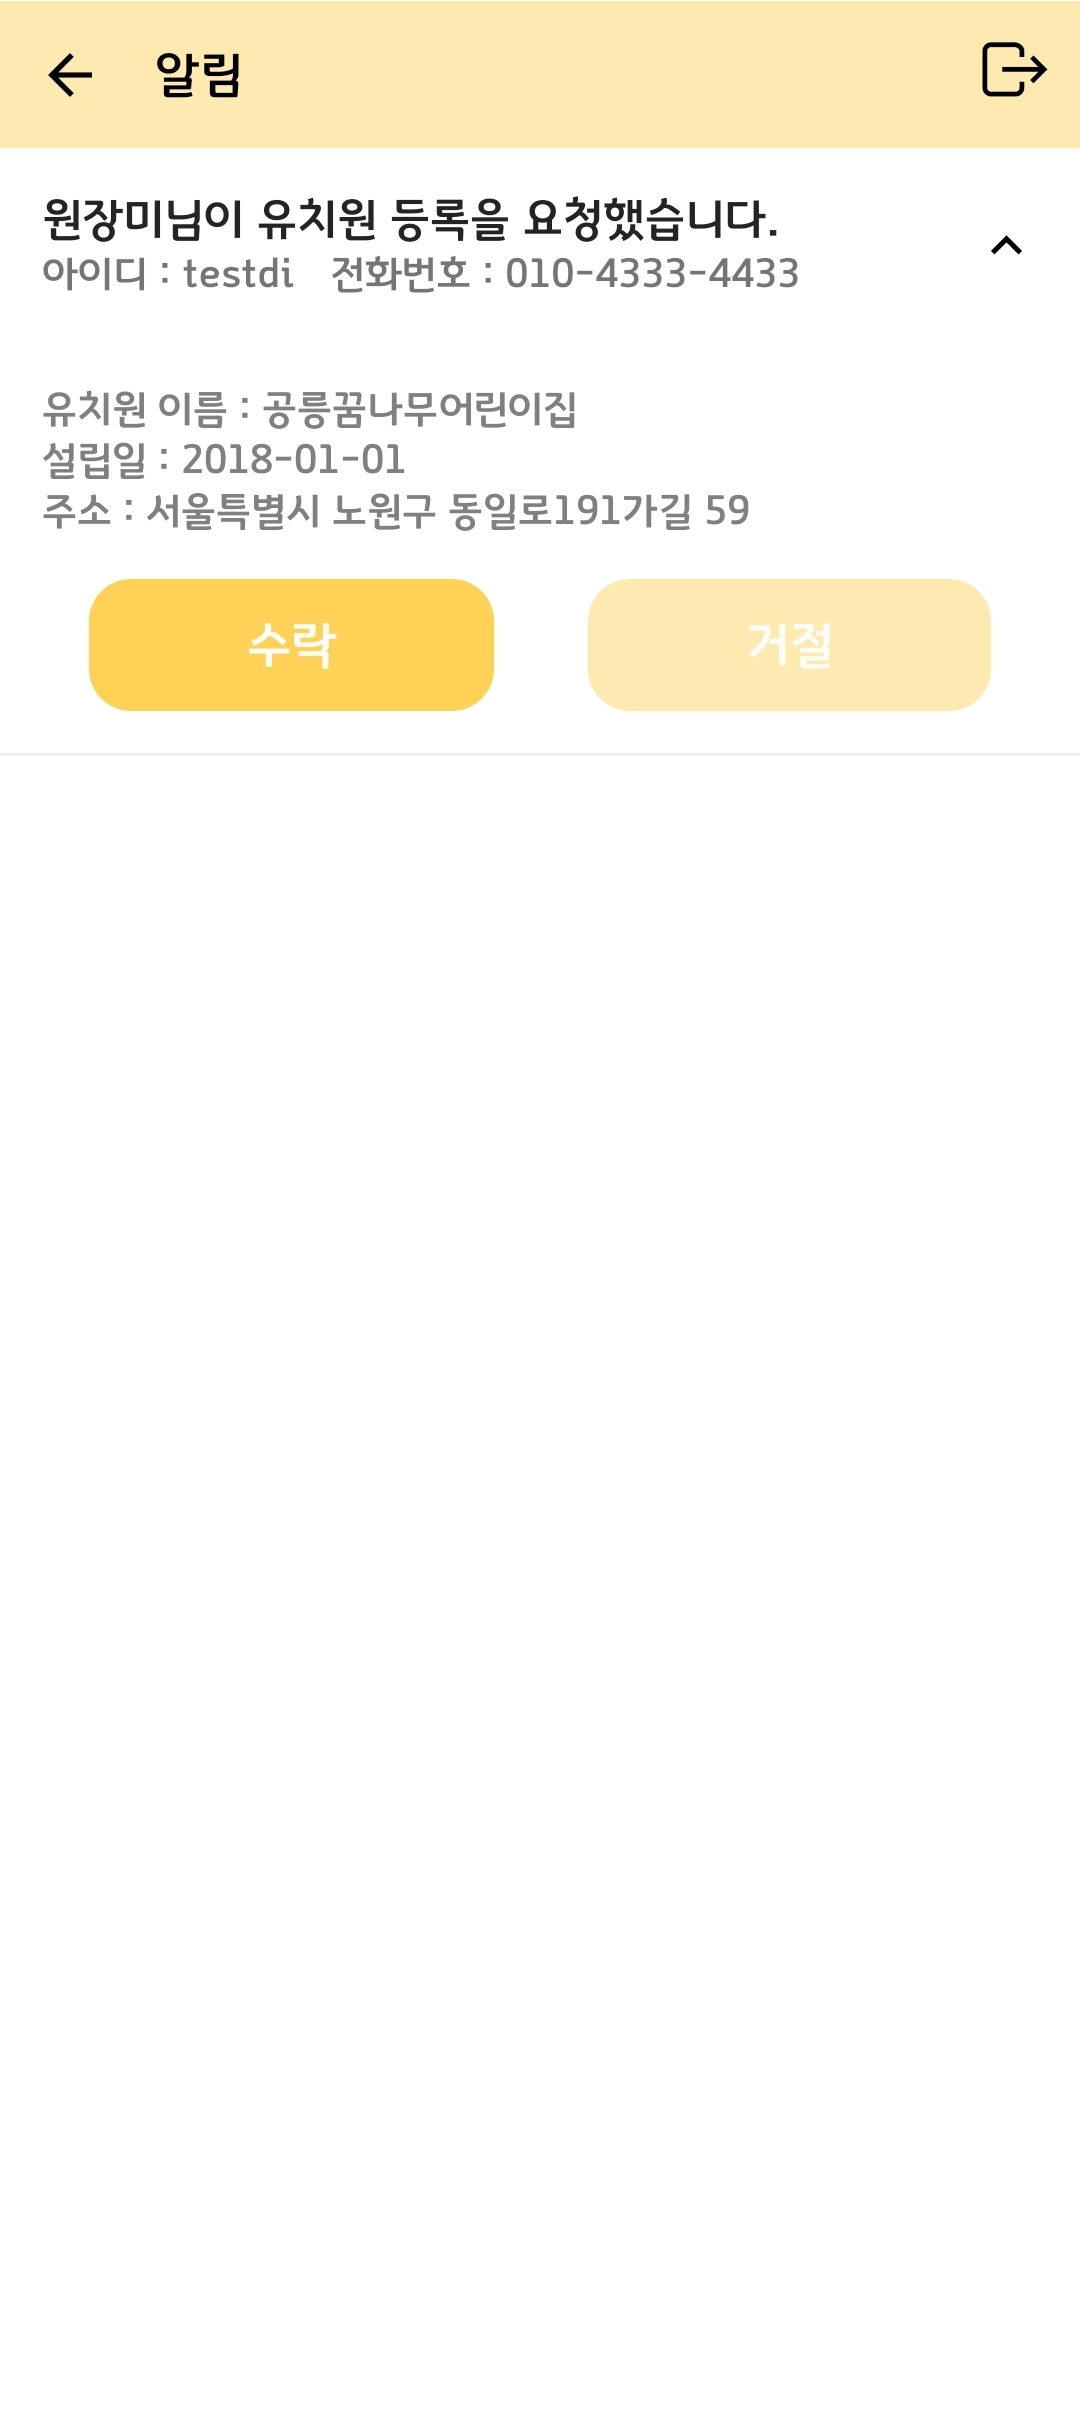 알림
원장미님이 유치원 등록을 요청했습니다.
아이디 : testdi 전화번호 : 010-4333-4433
유치원 이름 : 공릉꿈나무어린이집
설립일 : 2018-01-01
주소 : 서울특별시 노원구 동일로191가길 59
수락 거절